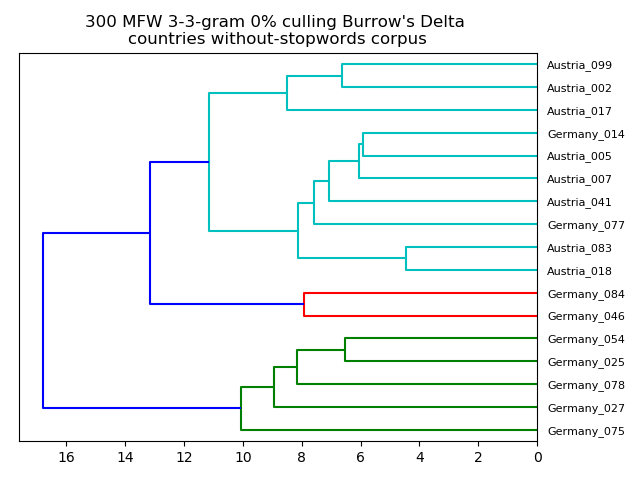 300 MFW 3-3-gram 0% culling Burrow's Delta
countries without-stopwords corpus
Austria_099
Austria_002
Austria_017
Germany_014
Austria_005
Austria_007
Austria_041
Germany_077
Austria_083
Austria_018
Germany_084
Germany_046
Germany_054
Germany_025
Germany_078
Germany_027
Germany_075
16 14 12 10 8 6 4 2 0